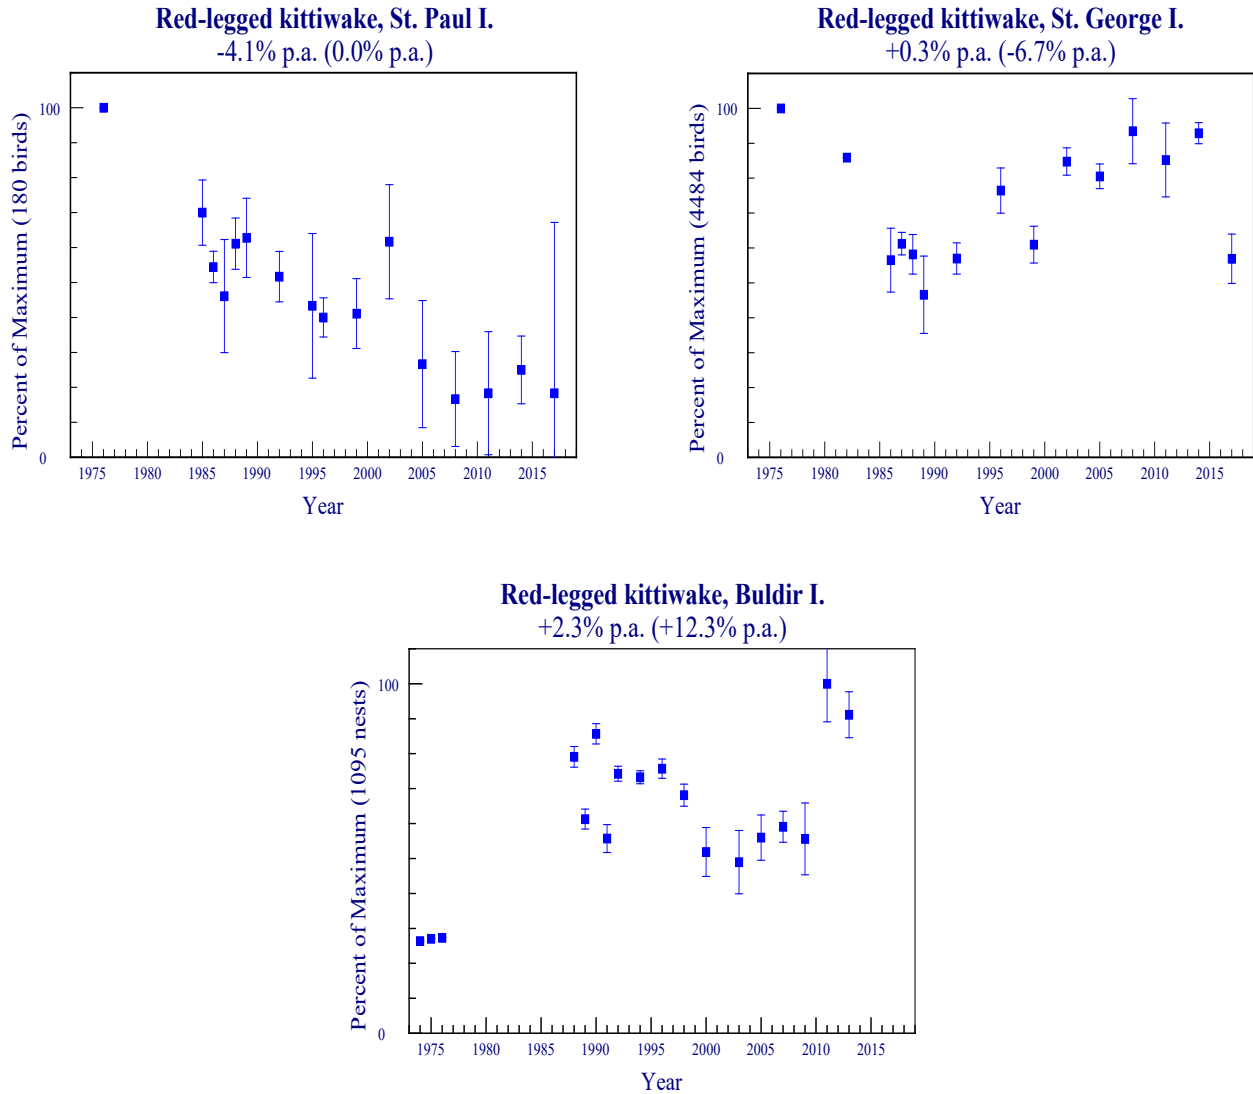 Red-legged kittiwake, St. Paul I.
-4.1% p.a. (0.0% p.a.)
Percent of Maximum (180 birds)
100
0
1975 1980 1985 1990 1995 2000 2005 2010 2015
Year
Red-legged kittiwake, St. George I.
+0.3% p.a. (-6.7% p.a.)
Percent of Maximum (4484 birds)
100
0
1975 1980 1985 1990 1995 2000 2005 2010 2015
Year
Red-legged kittiwake, Buldir I.
+2.3% p.a. (+12.3% p.a.)
Percent of Maximum (1095 nests)
100
0
1975 1980 1985 1990 1995 2000 2005 2010 2015
Year